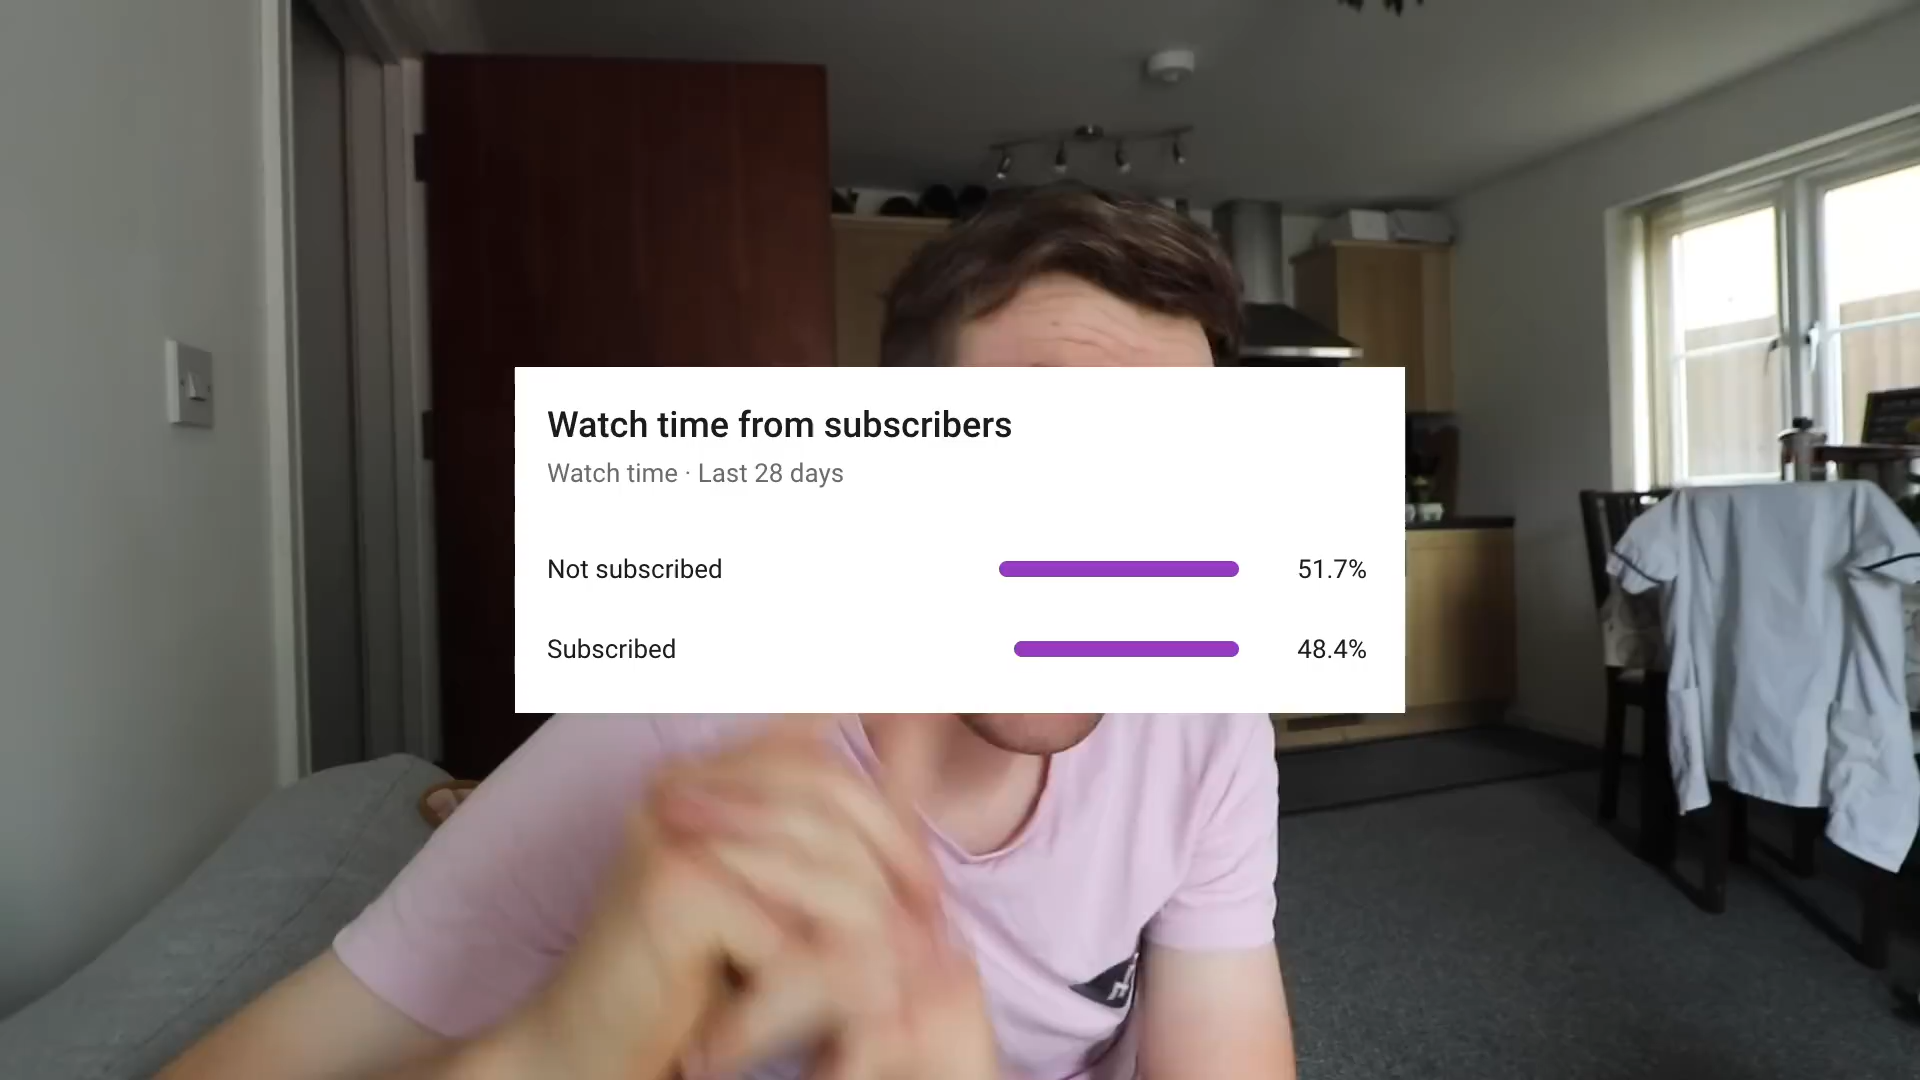 Watch time from subscribers
Watch time · Last 28 days
Not subscribed 51.7%
Subscribed 48.4%